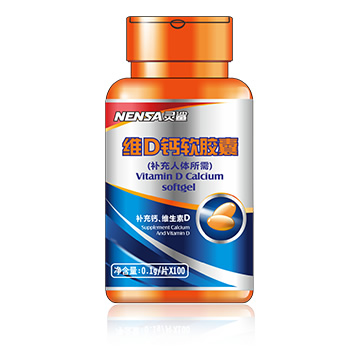 NENSA灵鲨
维D钙软胶囊
(补充人体所需)
Vitamin D Calcium
softgel
补充钙、维生素D
Supplement Calcium
And Vitamin D
净含量:0.1g/片X100